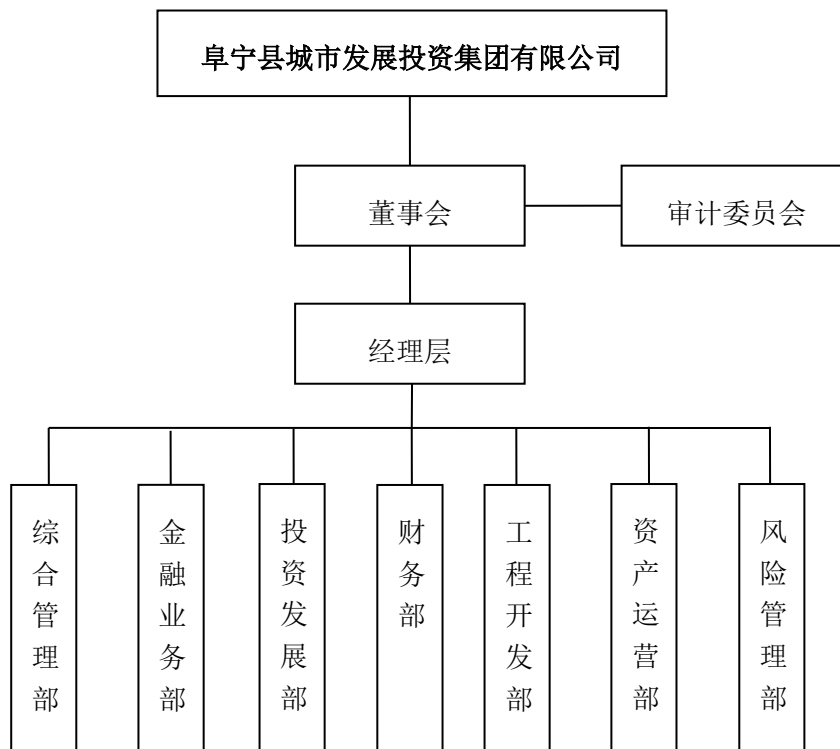 阜宁县城市发展投资集团有限公司
董事会
审计委员会
经理层
综合管理部
金融业务部
投资发展部
财务部
工程开发部
资产运营部
风险管理部